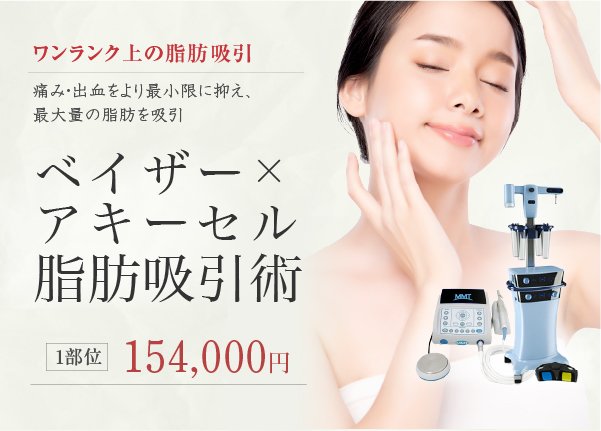 ワンランク上の脂肪吸引
痛み・出血をより最小限に抑え、
最大量の脂肪を吸引
ベイザー×
アキーセル
脂肪吸引術
1部位 154,000円
MMT